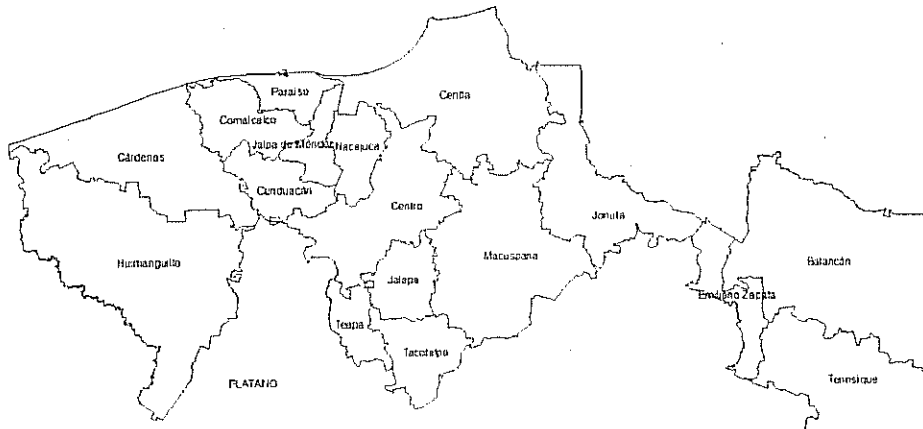 Paraiso
Centla
Comalcalco
Jalpa de Méndez
Nacajuca
Cárdenas
Cunduacán
Centro
Jonuta
Huimanguillo
Macuspana
Balancán
Jalapa
Emiliano Zapata
Teapa
Tacotalpa
PLATANO
Tenosique